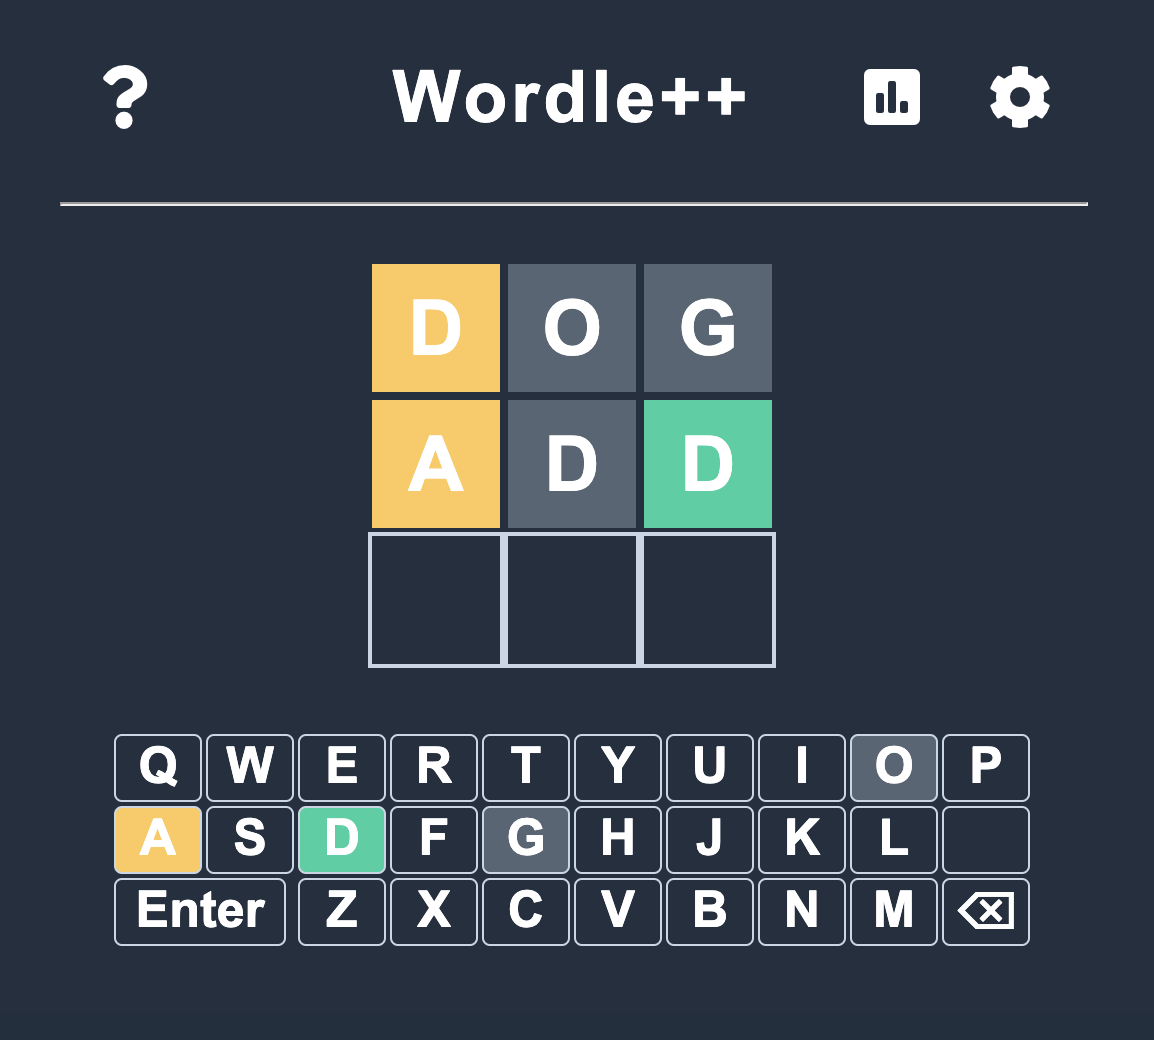 ? Wordle++
D O G
A D D
Q W E R T Y U I O P
A S D F G H J K L
Enter Z X C V B N M